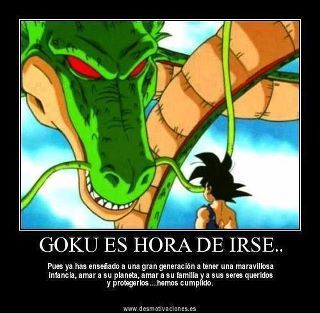 GOKU ES HORA DE IRSE..
Pues ya has enseñado a una gran generación a tener una maravillosa
infancia, amar a su planeta, amar a su familia y a sus seres queridos
y protegerlos....hemos cumplido.
www.desmotivaciones.es